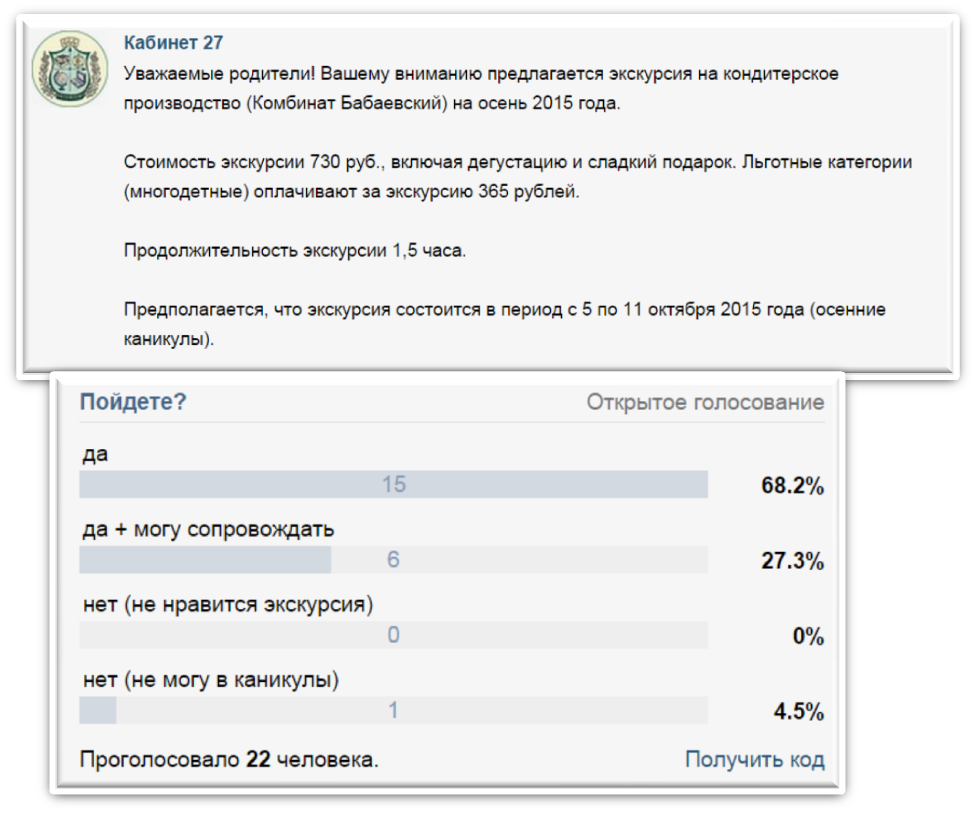 Кабинет 27
Уважаемые родители! Вашему вниманию предлагается экскурсия на кондитерское
производство (Комбинат Бабаевский) на осень 2015 года.
Стоимость экскурсии 730 руб., включая дегустацию и сладкий подарок. Льготные категории
(многодетные) оплачивают за экскурсию 365 рублей.
Продолжительность экскурсии 1,5 часа.
Предполагается, что экскурсия состоится в период с 5 по 11 октября 2015 года (осенние
каникулы).
Пойдете? Открытое голосование
да
15 68.2%
да + могу сопровождать
6 27.3%
нет (не нравится экскурсия)
0 0%
нет (не могу в каникулы)
1 4.5%
Проголосовало 22 человека. Получить код